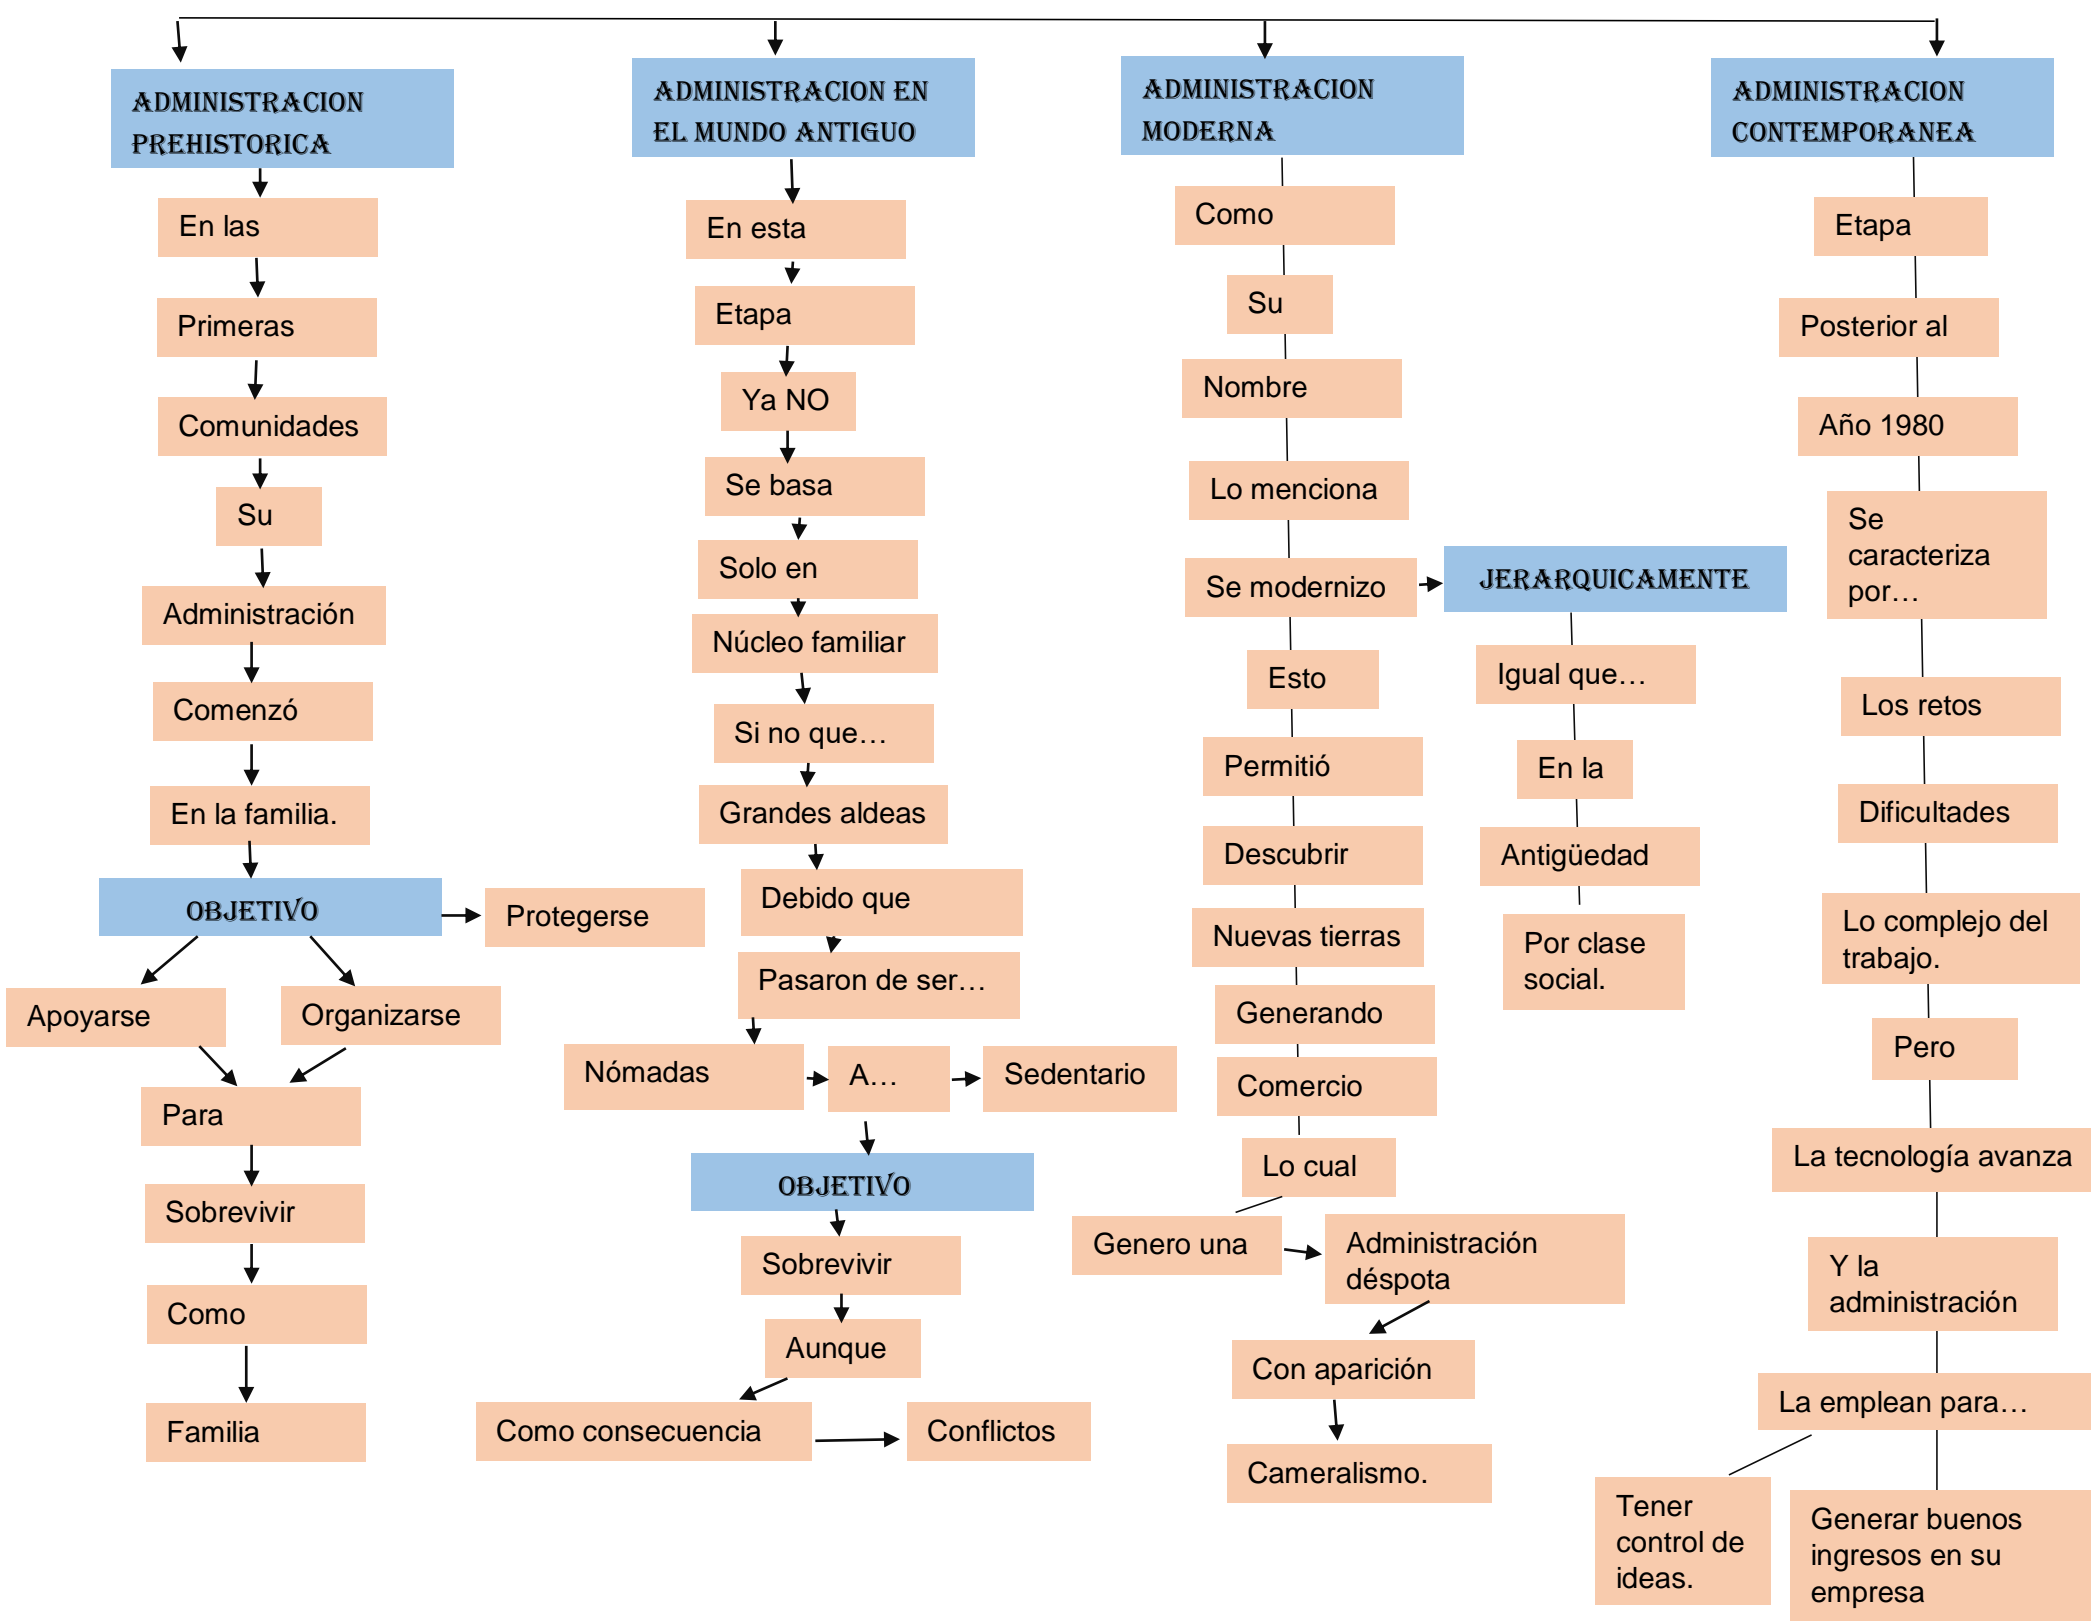 ADMINISTRACION
PREHISTORICA
En las
Primeras
Comunidades
Su
Administración
Comenzó
En la familia.
OBJETIVO
Protegerse
Apoyarse
Organizarse
Para
Sobrevivir
Como
Familia
ADMINISTRACION EN
EL MUNDO ANTIGUO
En esta
Etapa
Ya NO
Se basa
Solo en
Núcleo familiar
Si no que…
Grandes aldeas
Debido que
Pasaron de ser…
Nómadas
A…
Sedentario
OBJETIVO
Sobrevivir
Aunque
Como consecuencia
Conflictos
ADMINISTRACION
MODERNA
Como
Su
Nombre
Lo menciona
Se modernizo
JERARQUICAMENTE
Igual que…
En la
Antigüedad
Por clase
social.
Esto
Permitió
Descubrir
Nuevas tierras
Generando
Comercio
Lo cual
Genero una
Administración
déspota
Con aparición
Cameralismo.
ADMINISTRACION
CONTEMPORANEA
Etapa
Posterior al
Año 1980
Se
caracteriza
por…
Los retos
Dificultades
Lo complejo del
trabajo.
Pero
La tecnología avanza
Y la
administración
La emplean para…
Tener
control de
ideas.
Generar buenos
ingresos en su
empresa